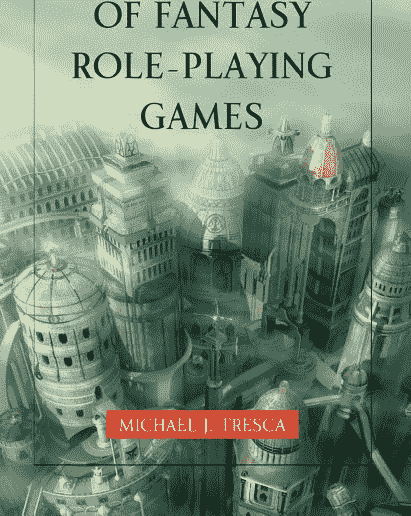 OF FANTASY
ROLE-PLAYING
GAMES
MICHAEL J. TRESCA